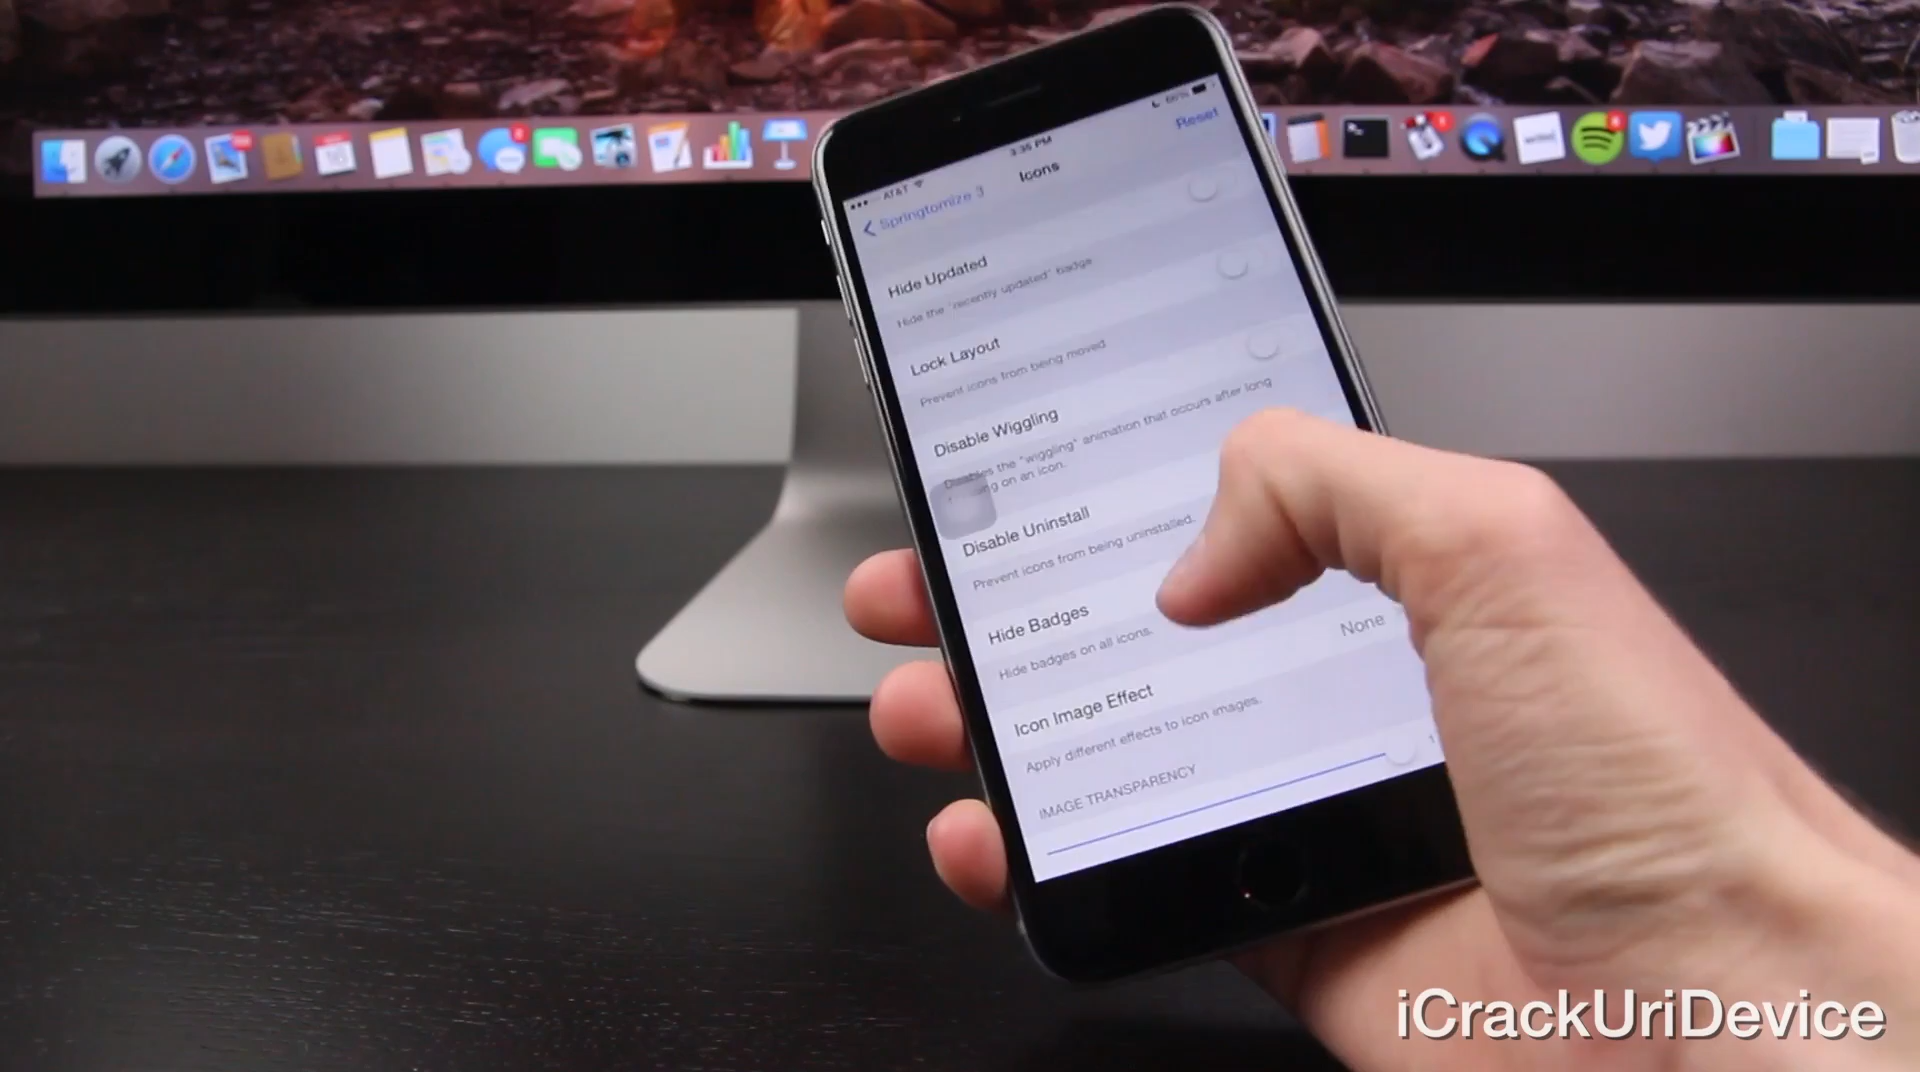 AT&T
3:35 PM
66%
Springtomize 3
Icons
Reset
Hide Updated
Hide the "recently updated" badge
Lock Layout
Prevent icons from being moved
Disable Wiggling
Disables the "wiggling" animation that occurs after long
on an icon.
Disable Uninstall
Prevent icons from being uninstalled.
Hide Badges
Hide badges on all icons.
Icon Image Effect
None
Apply different effects to icon images.
IMAGE TRANSPARENCY
1
iCrackUriDevice